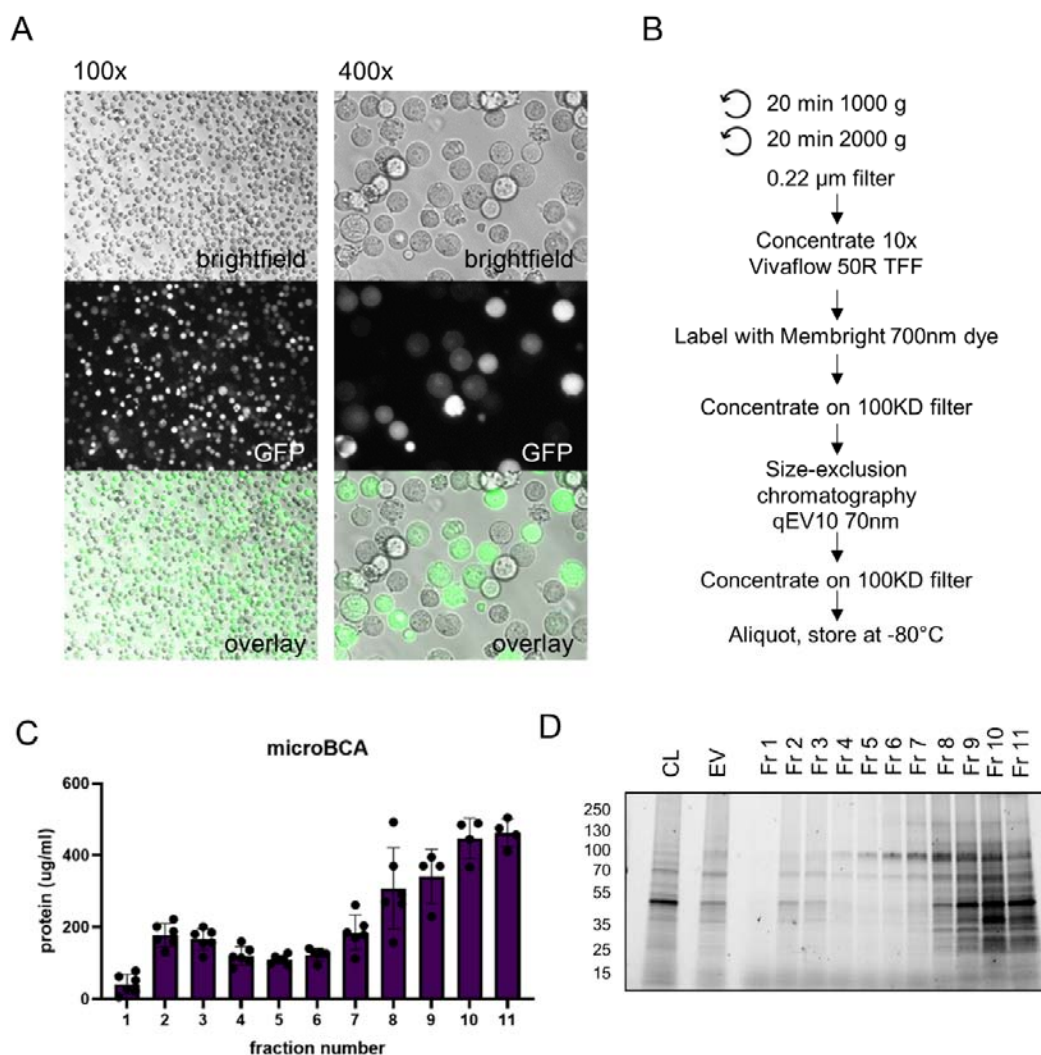 A
100x
400x
brightfield
brightfield
GFP
GFP
overlay
overlay
B
20 min 1000 g
20 min 2000 g
0.22 µm filter
Concentrate 10x
Vivaflow 50R TFF
Label with Membright 700nm dye
Concentrate on 100KD filter
Size-exclusion
chromatography
qEV10 70nm
Concentrate on 100KD filter
Aliquot, store at -80°C
C
microBCA
protein (ug/ml)
600
400
200
0
1 2 3 4 5 6 7 8 9 10 11
fraction number
D
CL EV Fr 1 Fr 2 Fr 3 Fr 4 Fr 5 Fr 6 Fr 7 Fr 8 Fr 9 Fr 10 Fr 11
250
130
100
70
55
35
25
15